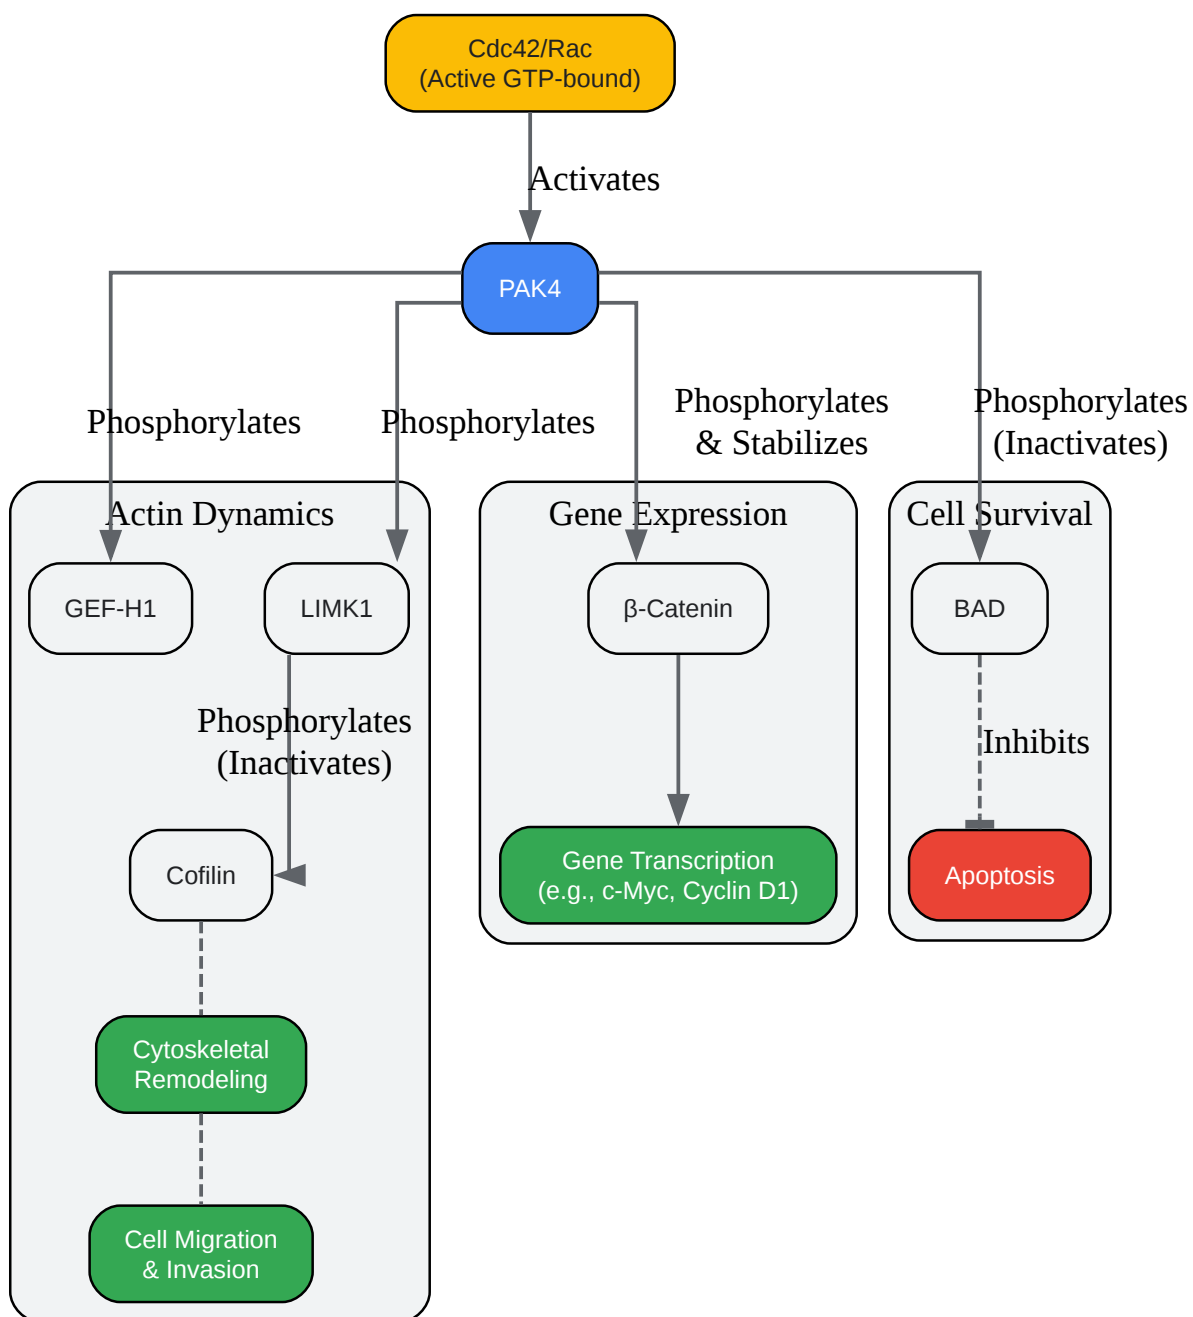 Cdc42/Rac
(Active GTP-bound)
Activates
PAK4
Phosphorylates
Phosphorylates
Phosphorylates
& Stabilizes
Phosphorylates
(Inactivates)
Actin Dynamics
Gene Expression
Cell Survival
GEF-H1
LIMK1
β-Catenin
BAD
Phosphorylates
(Inactivates)
Inhibits
Cofilin
Gene Transcription
(e.g., c-Myc, Cyclin D1)
Apoptosis
Cytoskeletal
Remodeling
Cell Migration
& Invasion